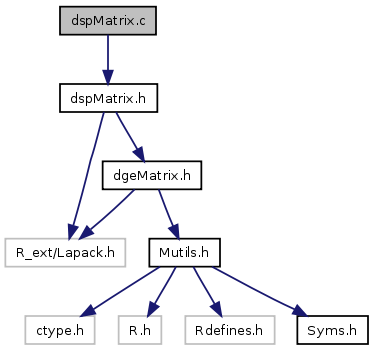 dspMatrix.c
dspMatrix.h
dgeMatrix.h
R_ext/Lapack.h
Mutils.h
ctype.h
R.h
Rdefines.h
Syms.h